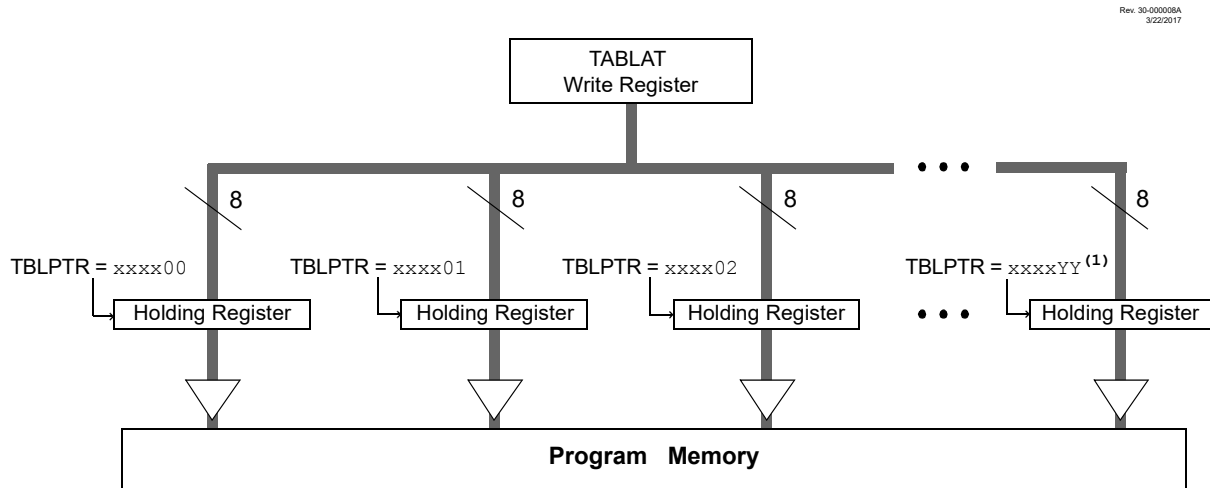 Rev. 30-000008A
3/22/2017
TABLAT
Write Register
8 8 8 8
TBLPTR = xxxx00 TBLPTR = xxxx01 TBLPTR = xxxx02 TBLPTR = xxxxYY(1)
Holding Register Holding Register Holding Register Holding Register
Program Memory